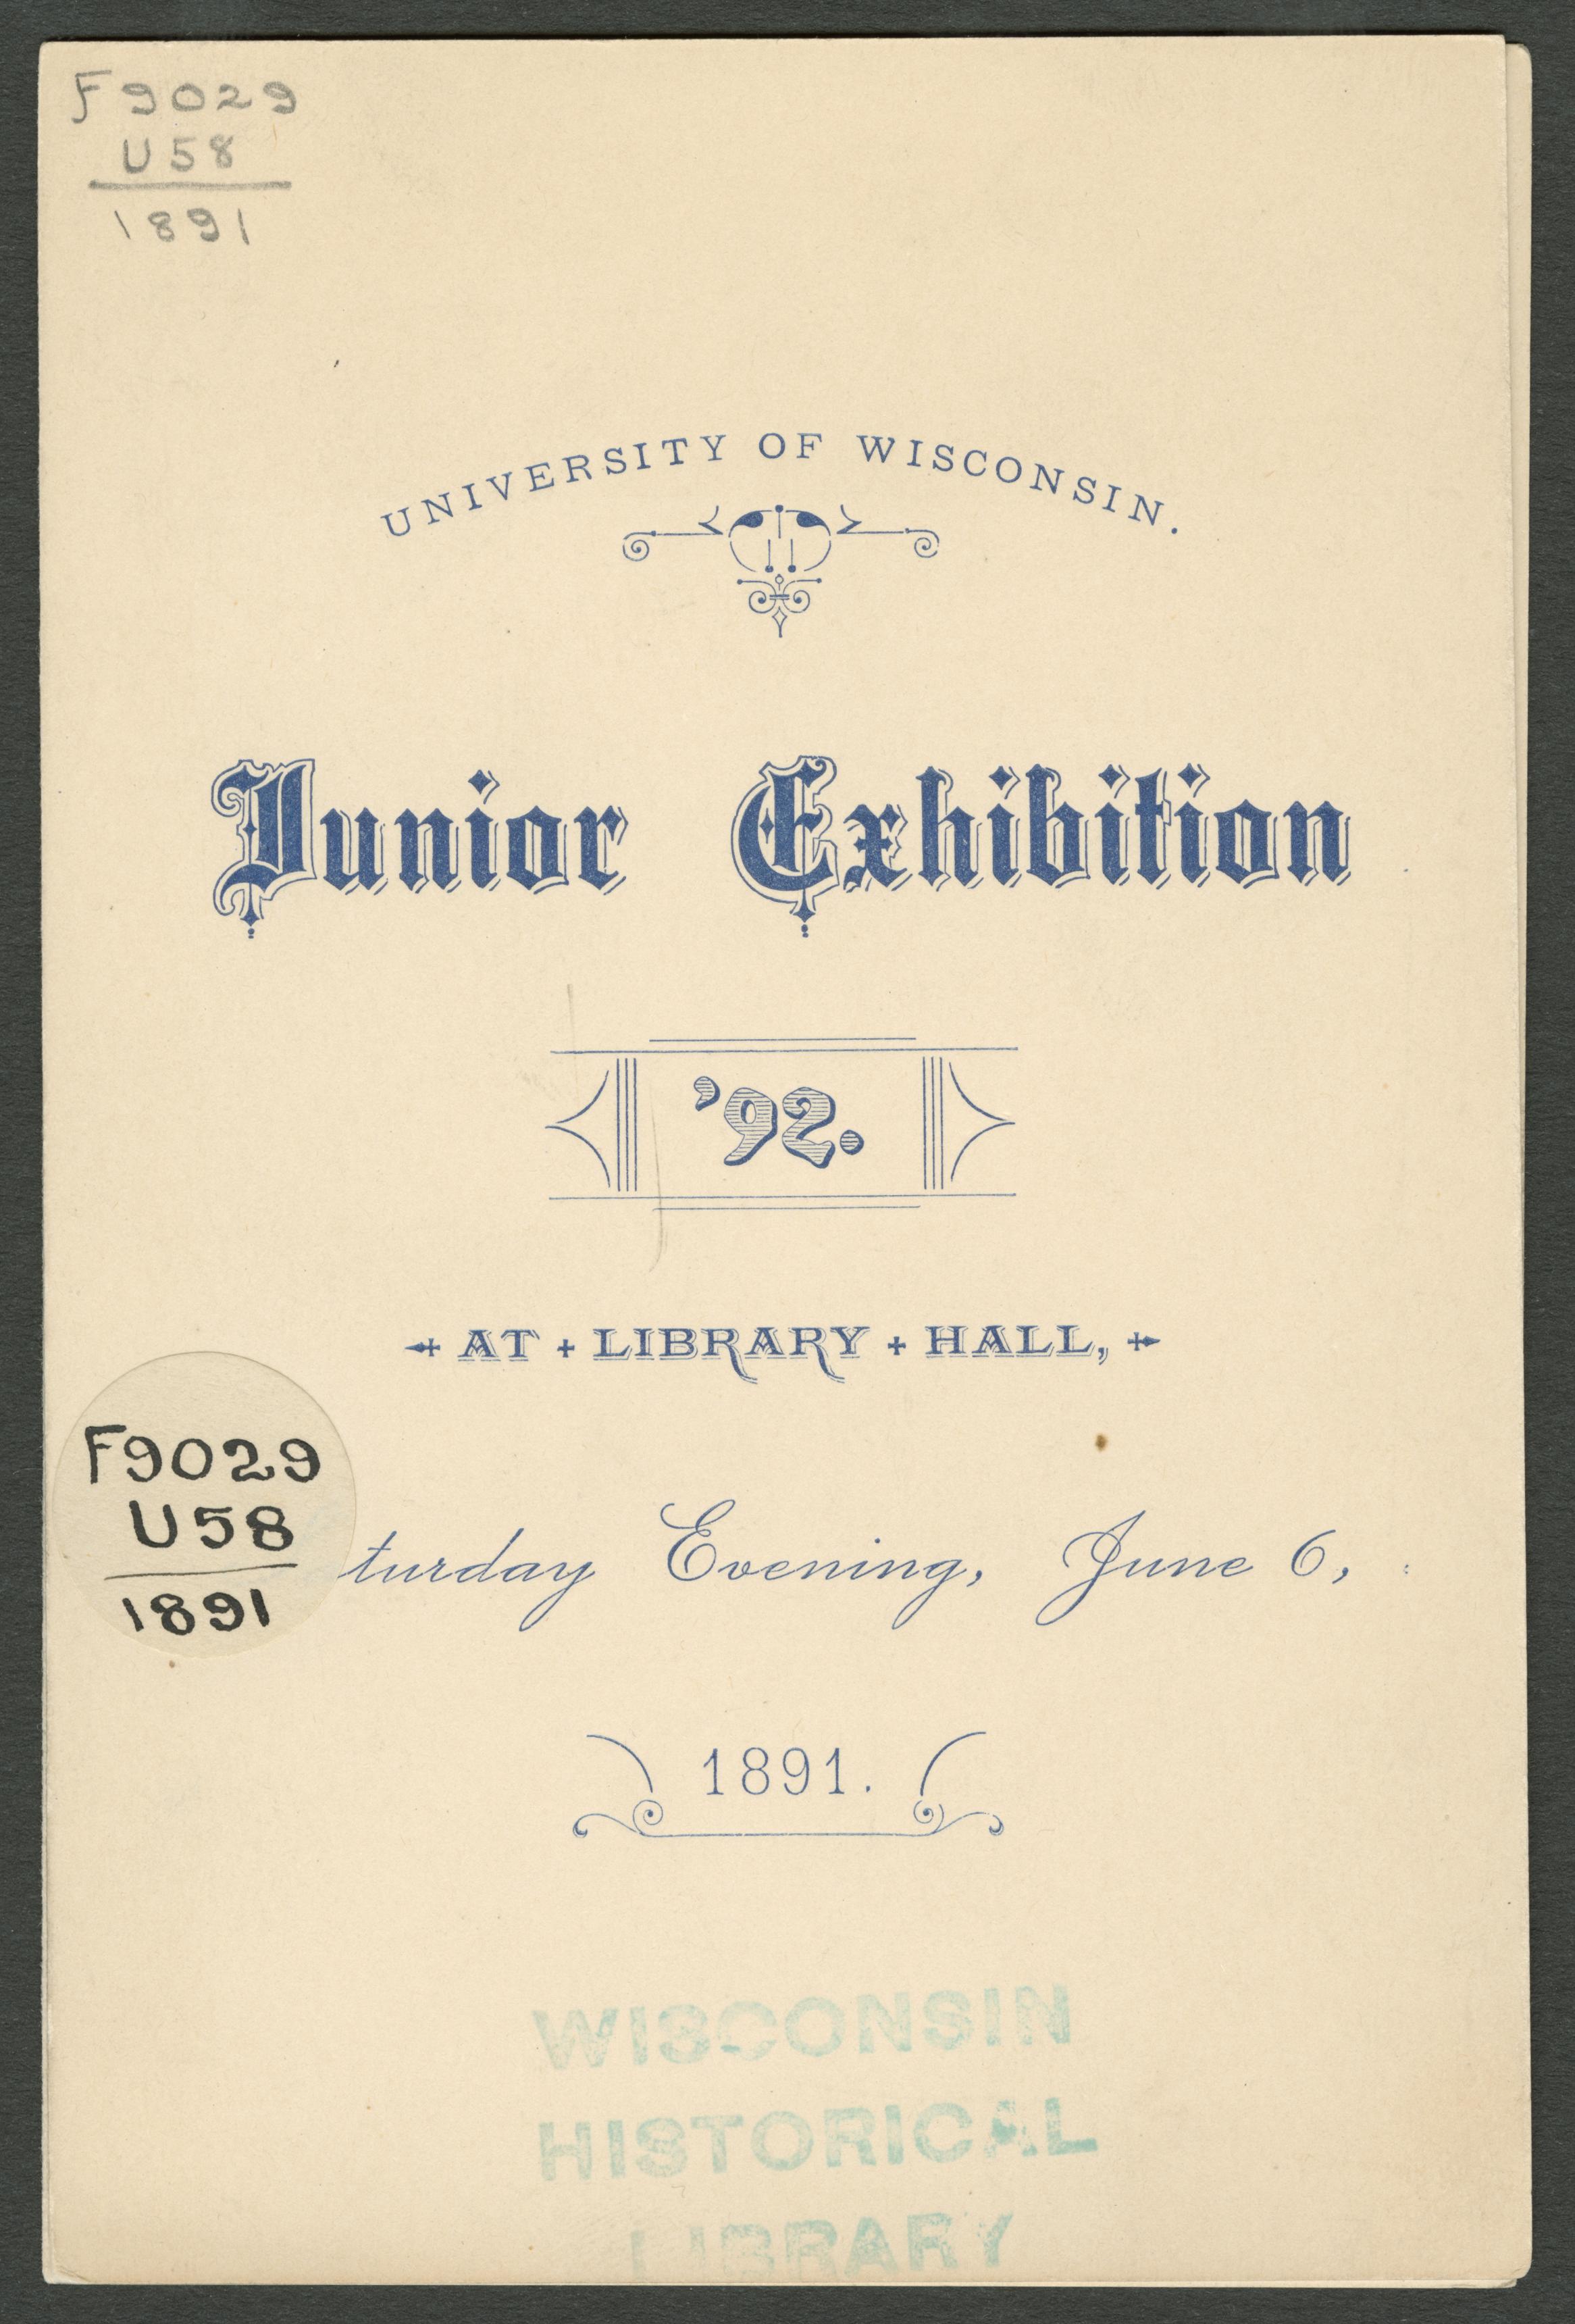 F9029
U58
1891
UNIVERSITY OF WISCONSIN.
Junior Exhibition
'92.
AT + LIBRARY + HALL,
F9029
U58
1891
turday Evening, June 6,
1891.
WISCONSIN
HISTORICAL
LIBRARY